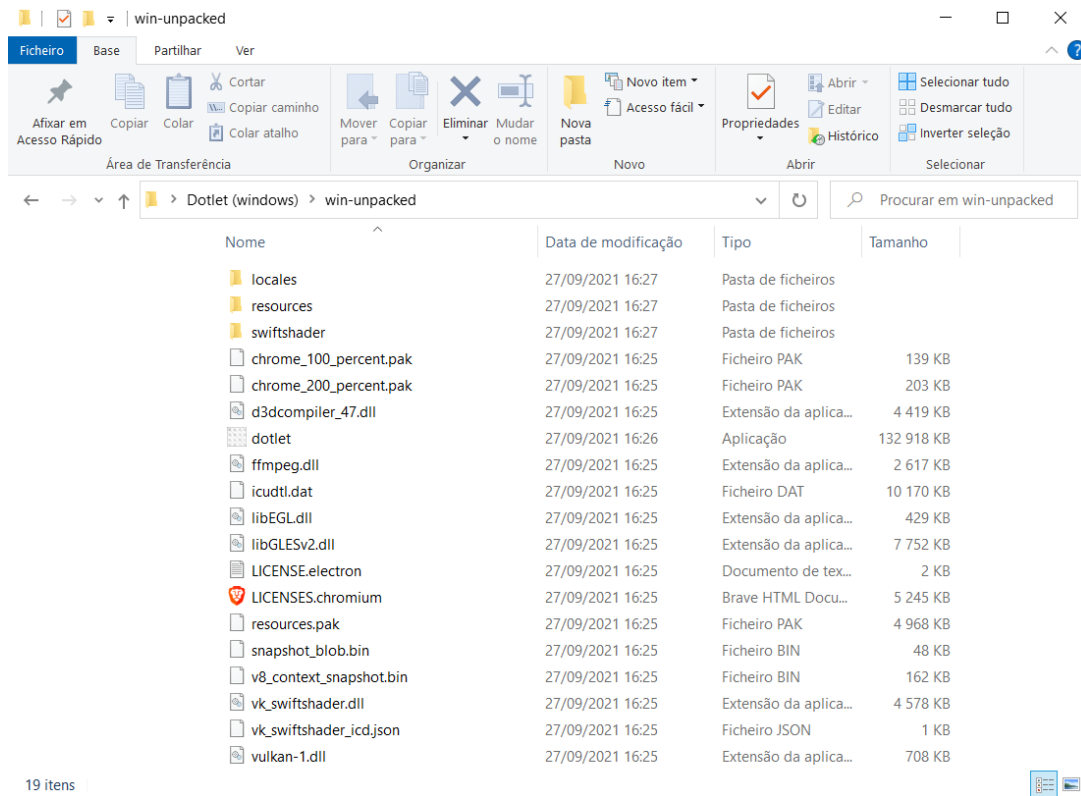 win-unpacked
Ficheiro Base Partilhar Ver
Afixar em Acesso Rápido
Copiar
Colar
Cortar
Copiar caminho
Colar atalho
Área de Transferência
Mover para
Copiar para
Eliminar
Mudar o nome
Organizar
Nova pasta
Novo item
Acesso fácil
Novo
Propriedades
Abrir
Editar
Histórico
Abrir
Selecionar tudo
Desmarcar tudo
Inverter seleção
Selecionar
Dotlet (windows) > win-unpacked
Procurar em win-unpacked
Nome Data de modificação Tipo Tamanho
locales 27/09/2021 16:27 Pasta de ficheiros
resources 27/09/2021 16:27 Pasta de ficheiros
swiftshader 27/09/2021 16:27 Pasta de ficheiros
chrome_100_percent.pak 27/09/2021 16:25 Ficheiro PAK 139 KB
chrome_200_percent.pak 27/09/2021 16:25 Ficheiro PAK 203 KB
d3dcompiler_47.dll 27/09/2021 16:25 Extensão da aplica... 4 419 KB
dotlet 27/09/2021 16:26 Aplicação 132 918 KB
ffmpeg.dll 27/09/2021 16:25 Extensão da aplica... 2 617 KB
icudtl.dat 27/09/2021 16:25 Ficheiro DAT 10 170 KB
libEGL.dll 27/09/2021 16:25 Extensão da aplica... 429 KB
libGLESv2.dll 27/09/2021 16:25 Extensão da aplica... 7 752 KB
LICENSE.electron 27/09/2021 16:25 Documento de tex... 2 KB
LICENSES.chromium 27/09/2021 16:25 Brave HTML Docu... 5 245 KB
resources.pak 27/09/2021 16:25 Ficheiro PAK 4 968 KB
snapshot_blob.bin 27/09/2021 16:25 Ficheiro BIN 48 KB
v8_context_snapshot.bin 27/09/2021 16:25 Ficheiro BIN 162 KB
vk_swiftshader.dll 27/09/2021 16:25 Extensão da aplica... 4 578 KB
vk_swiftshader_icd.json 27/09/2021 16:25 Ficheiro JSON 1 KB
vulkan-1.dll 27/09/2021 16:25 Extensão da aplica... 708 KB
19 itens